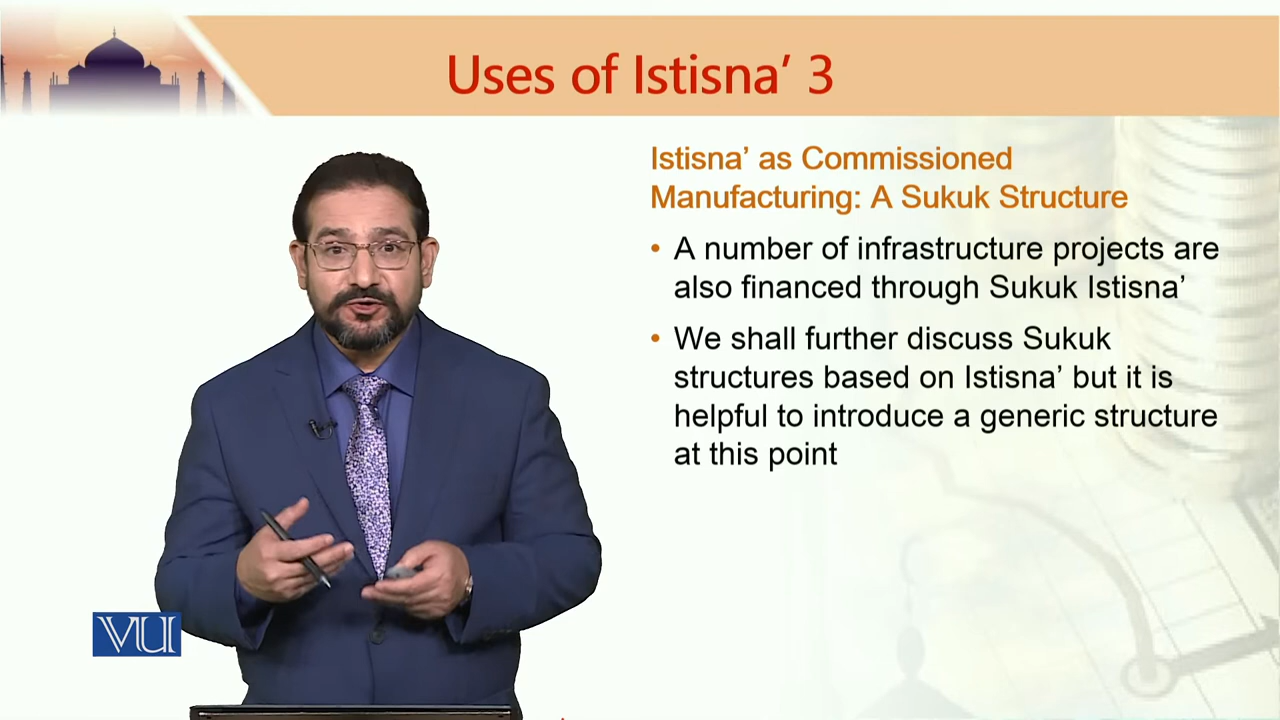 Uses of Istisna’ 3
Istisna’ as Commissioned
Manufacturing: A Sukuk Structure
• A number of infrastructure projects are
also financed through Sukuk Istisna’
• We shall further discuss Sukuk
structures based on Istisna’ but it is
helpful to introduce a generic structure
at this point
VU